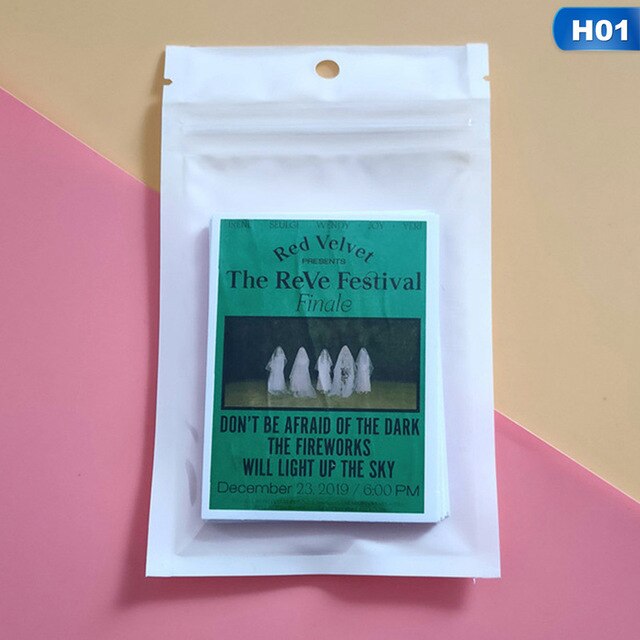 H01
IRENE SEULGI WENDY JOY YERI
Red Velvet
PRESENTS
The ReVe Festival
Finale
DON'T BE AFRAID OF THE DARK
THE FIREWORKS
WILL LIGHT UP THE SKY
December 23, 2019 / 6:00 PM